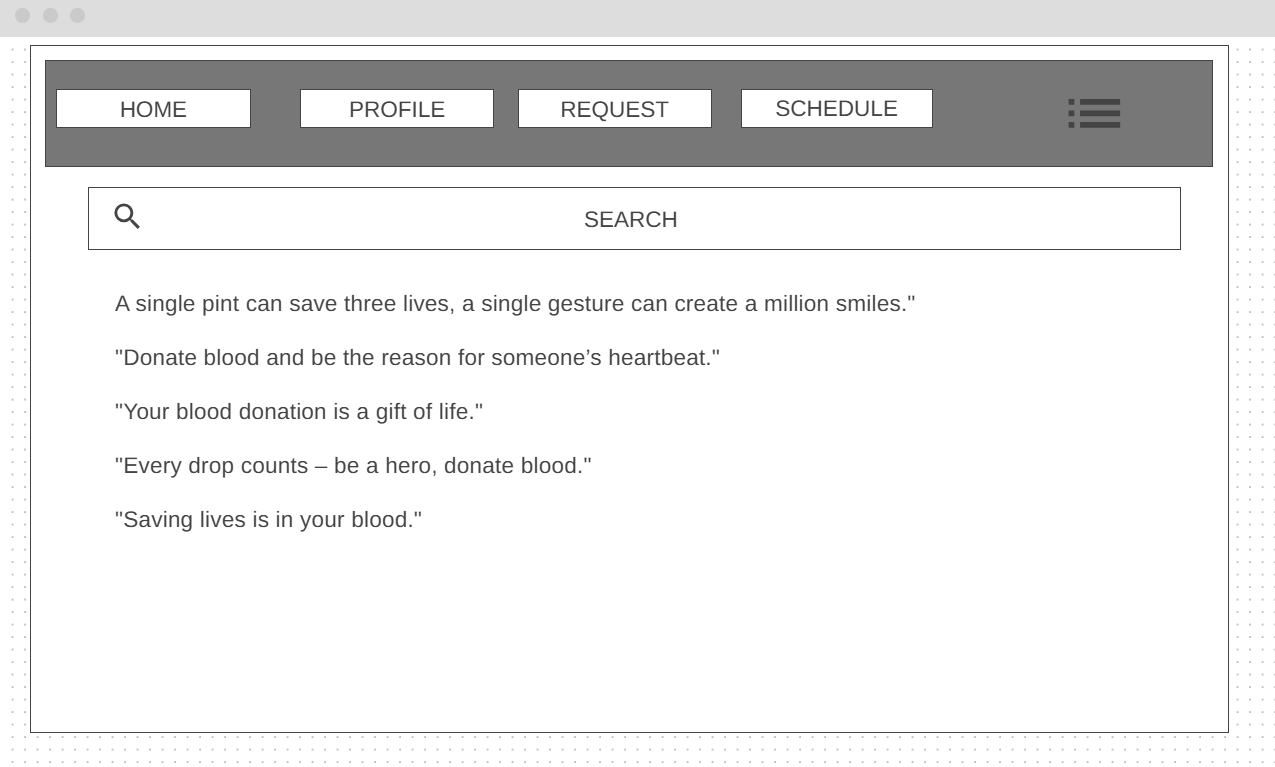 HOME PROFILE REQUEST SCHEDULE
SEARCH
A single pint can save three lives, a single gesture can create a million smiles."
"Donate blood and be the reason for someone’s heartbeat."
"Your blood donation is a gift of life."
"Every drop counts – be a hero, donate blood."
"Saving lives is in your blood."